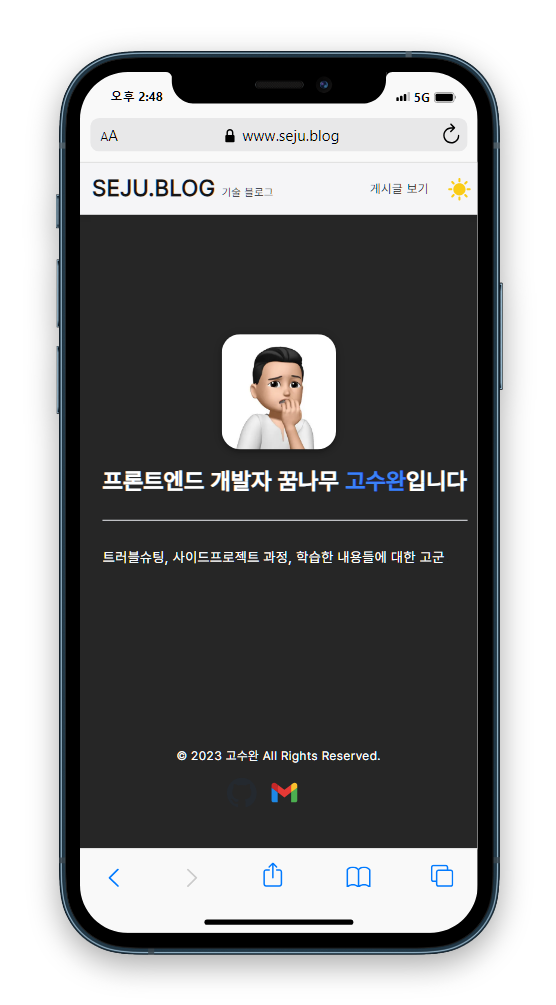 오후 2:48
5G
AA
www.seju.blog
SEJU.BLOG 기술 블로그
게시글 보기
프론트엔드 개발자 꿈나무 고수완입니다
트러블슈팅, 사이드프로젝트 과정, 학습한 내용들에 대한 고군
© 2023 고수완 All Rights Reserved.